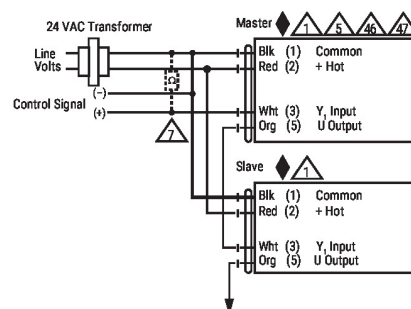 24 VAC Transformer
Master 1 5 46 47
Line
Volts
Blk (1) Common
Red (2) + Hot
Ω
(−)
Control Signal
(+)
Wht (3) Y1 Input
Org (5) U Output
7
Slave 1
Blk (1) Common
Red (2) + Hot
Wht (3) Y1 Input
Org (5) U Output